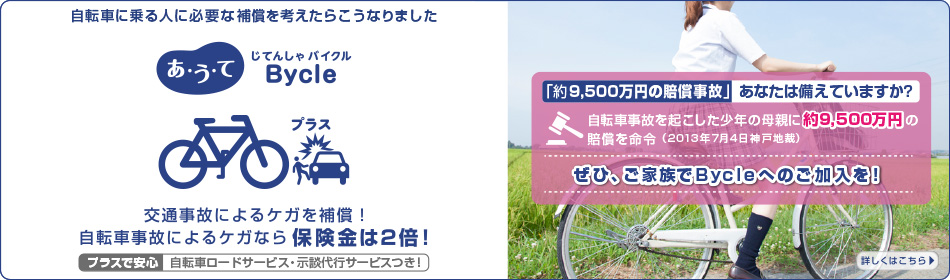 自転車に乗る人に必要な補償を考えたらこうなりました
あ・う・て
じてんしゃ バイクル
Bycle
プラス
交通事故によるケガを補償！
自転車事故によるケガなら 保険金は2倍！
プラスで安心 自転車ロードサービス・示談代行サービスつき！
「約9,500万円の賠償事故」 あなたは備えていますか？
自転車事故を起こした少年の母親に約9,500万円の
賠償を命令（2013年7月4日神戸地裁）
ぜひ、ご家族でBycleへのご加入を！
詳しくはこちら